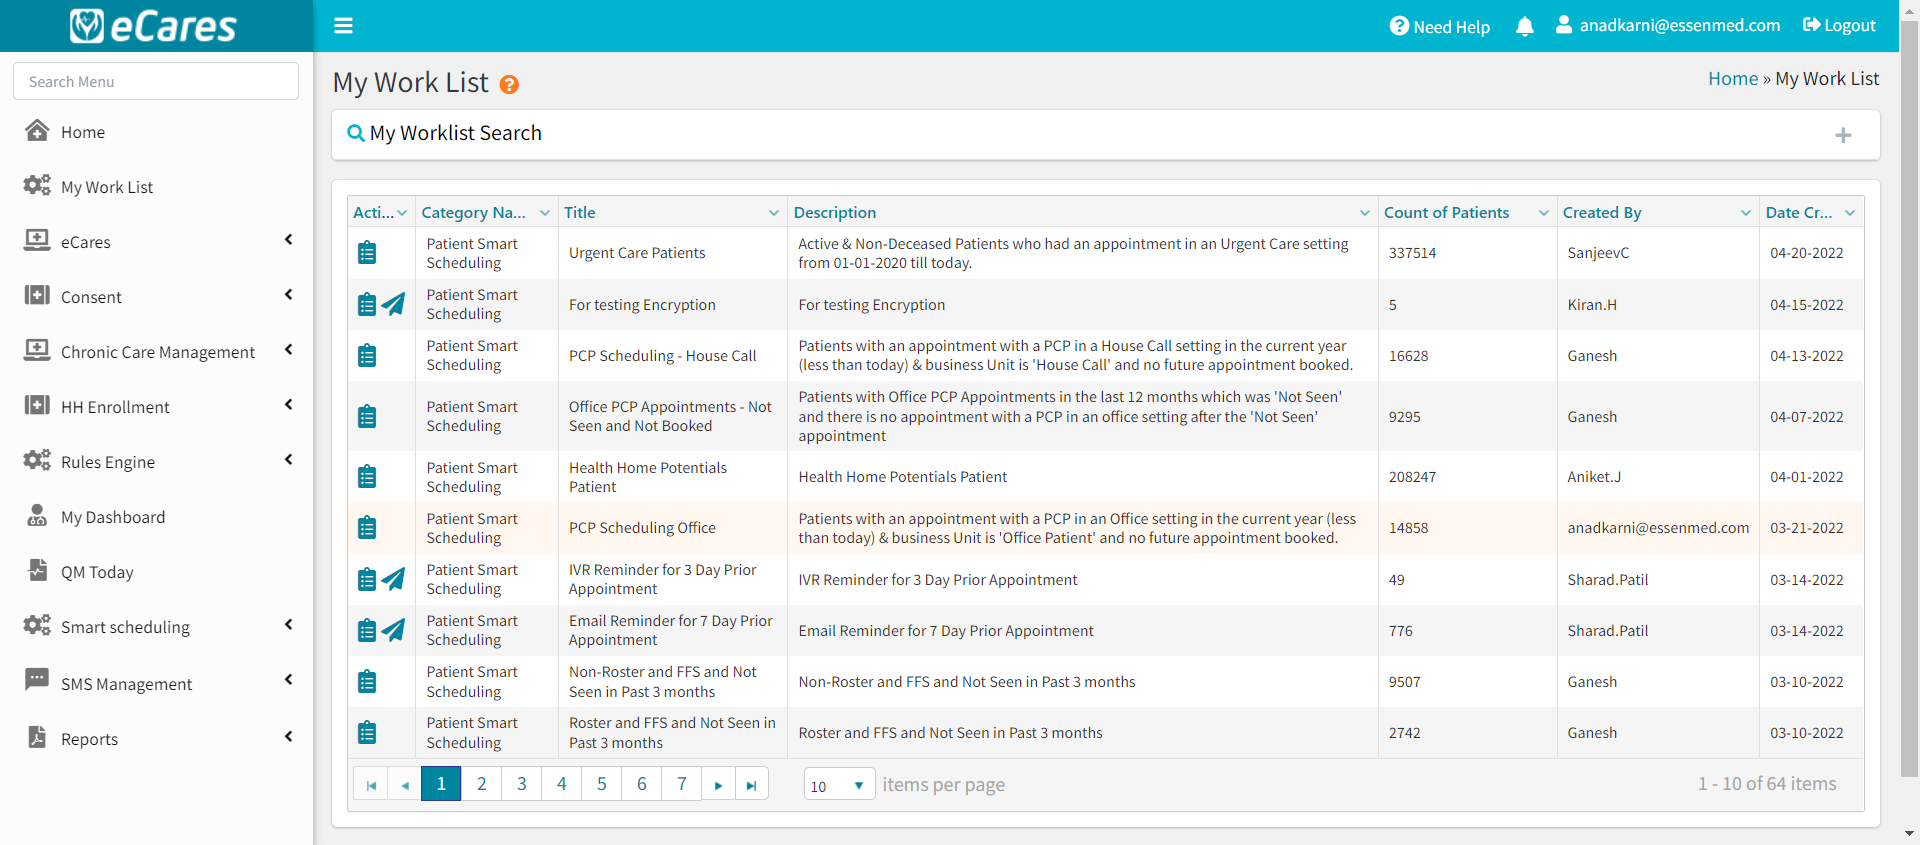 eCares
Need Help
anadkarni@essenmed.com
Logout
Search Menu
Home
My Work List
eCares
Consent
Chronic Care Management
HH Enrollment
Rules Engine
My Dashboard
QM Today
Smart scheduling
SMS Management
Reports
My Work List ?
Home » My Work List
My Worklist Search
Acti... Category Na... Title Description Count of Patients Created By Date Cr...
Patient Smart Scheduling Urgent Care Patients Active & Non-Deceased Patients who had an appointment in an Urgent Care setting from 01-01-2020 till today. 337514 SanjeevC 04-20-2022
Patient Smart Scheduling For testing Encryption For testing Encryption 5 Kiran.H 04-15-2022
Patient Smart Scheduling PCP Scheduling - House Call Patients with an appointment with a PCP in a House Call setting in the current year (less than today) & business Unit is 'House Call' and no future appointment booked. 16628 Ganesh 04-13-2022
Patient Smart Scheduling Office PCP Appointments - Not Seen and Not Booked Patients with Office PCP Appointments in the last 12 months which was 'Not Seen' and there is no appointment with a PCP in an office setting after the 'Not Seen' appointment 9295 Ganesh 04-07-2022
Patient Smart Scheduling Health Home Potentials Patient Health Home Potentials Patient 208247 Aniket.J 04-01-2022
Patient Smart Scheduling PCP Scheduling Office Patients with an appointment with a PCP in an Office setting in the current year (less than today) & business Unit is 'Office Patient' and no future appointment booked. 14858 anadkarni@essenmed.com 03-21-2022
Patient Smart Scheduling IVR Reminder for 3 Day Prior Appointment IVR Reminder for 3 Day Prior Appointment 49 Sharad.Patil 03-14-2022
Patient Smart Scheduling Email Reminder for 7 Day Prior Appointment Email Reminder for 7 Day Prior Appointment 776 Sharad.Patil 03-14-2022
Patient Smart Scheduling Non-Roster and FFS and Not Seen in Past 3 months Non-Roster and FFS and Not Seen in Past 3 months 9507 Ganesh 03-10-2022
Patient Smart Scheduling Roster and FFS and Not Seen in Past 3 months Roster and FFS and Not Seen in Past 3 months 2742 Ganesh 03-10-2022
1 2 3 4 5 6 7 10 items per page 1 - 10 of 64 items